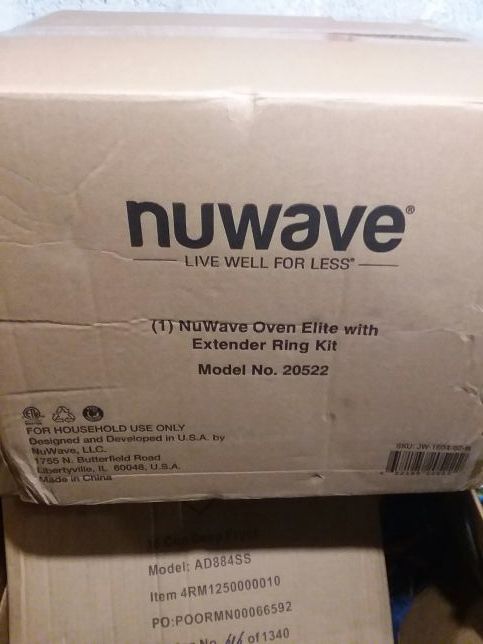 nuwave®
LIVE WELL FOR LESS®
(1) NuWave Oven Elite with
Extender Ring Kit
Model No. 20522
FOR HOUSEHOLD USE ONLY
Designed and Developed in U.S.A. by
NuWave, LLC.
1755 N. Butterfield Road
Libertyville, IL 60048, U.S.A.
Made in China
Model: AD884SS
Item 4RM1250000010
PO:POORMN00066592
No. of 1340